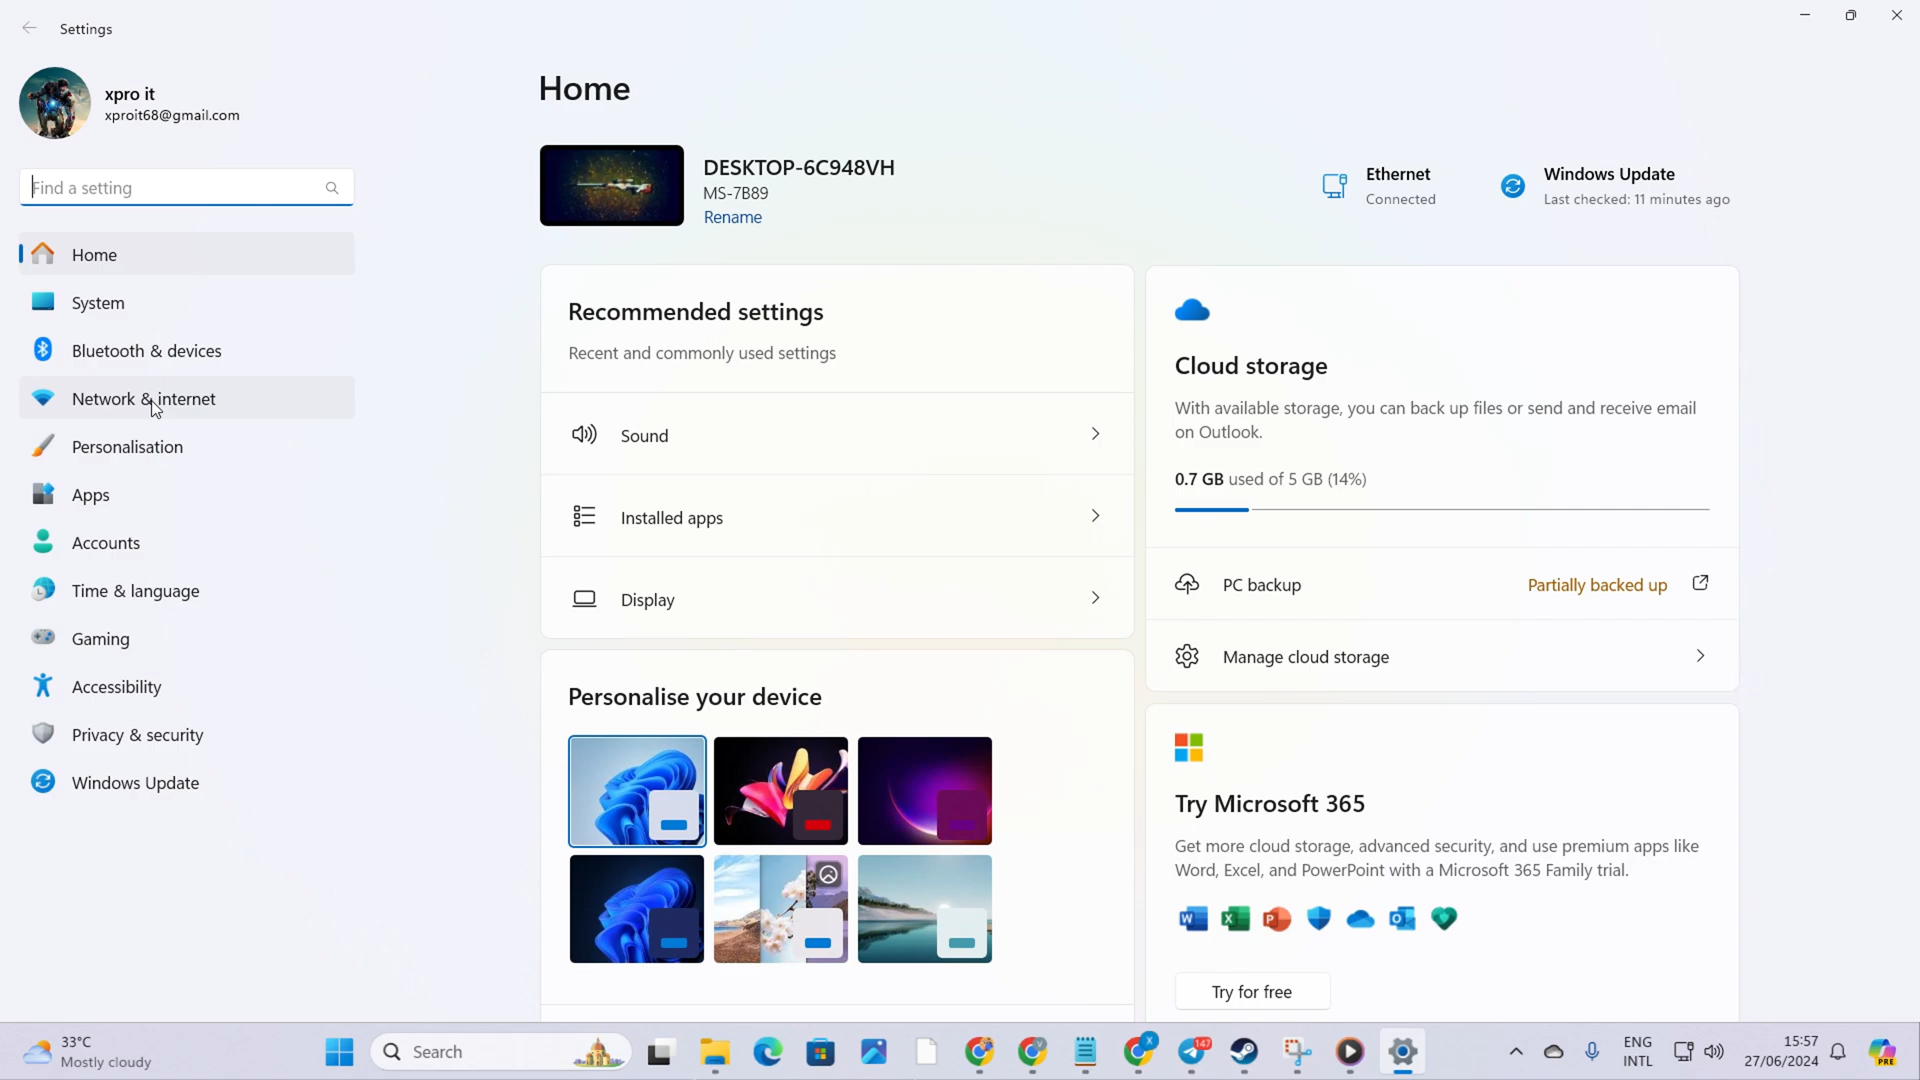 Settings
xpro it
xproit68@gmail.com
Find a setting
Home
System
Bluetooth & devices
Network & internet
Personalisation
Apps
Accounts
Time & language
Gaming
Accessibility
Privacy & security
Windows Update
Home
DESKTOP-6C948VH
MS-7B89
Rename
Ethernet
Connected
Windows Update
Last checked: 11 minutes ago
Recommended settings
Recent and commonly used settings
Sound
Installed apps
Display
Personalise your device
Cloud storage
With available storage, you can back up files or send and receive email
on Outlook.
0.7 GB used of 5 GB (14%)
PC backup
Partially backed up
Manage cloud storage
Try Microsoft 365
Get more cloud storage, advanced security, and use premium apps like
Word, Excel, and PowerPoint with a Microsoft 365 Family trial.
Try for free
33°C
Mostly cloudy
Search
147
ENG
INTL
15:57
27/06/2024
PRE